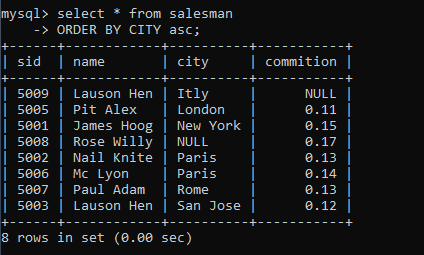 mysql> select * from salesman
    -> ORDER BY CITY asc;
+------+------------+----------+-----------+
| sid  | name       | city     | commition |
+------+------------+----------+-----------+
| 5009 | Lauson Hen | Itly     |      NULL |
| 5005 | Pit Alex   | London   |      0.11 |
| 5001 | James Hoog | New York |      0.15 |
| 5008 | Rose Willy | NULL     |      0.17 |
| 5002 | Nail Knite | Paris    |      0.13 |
| 5006 | Mc Lyon    | Paris    |      0.14 |
| 5007 | Paul Adam  | Rome     |      0.13 |
| 5003 | Lauson Hen | San Jose |      0.12 |
+------+------------+----------+-----------+
8 rows in set (0.00 sec)